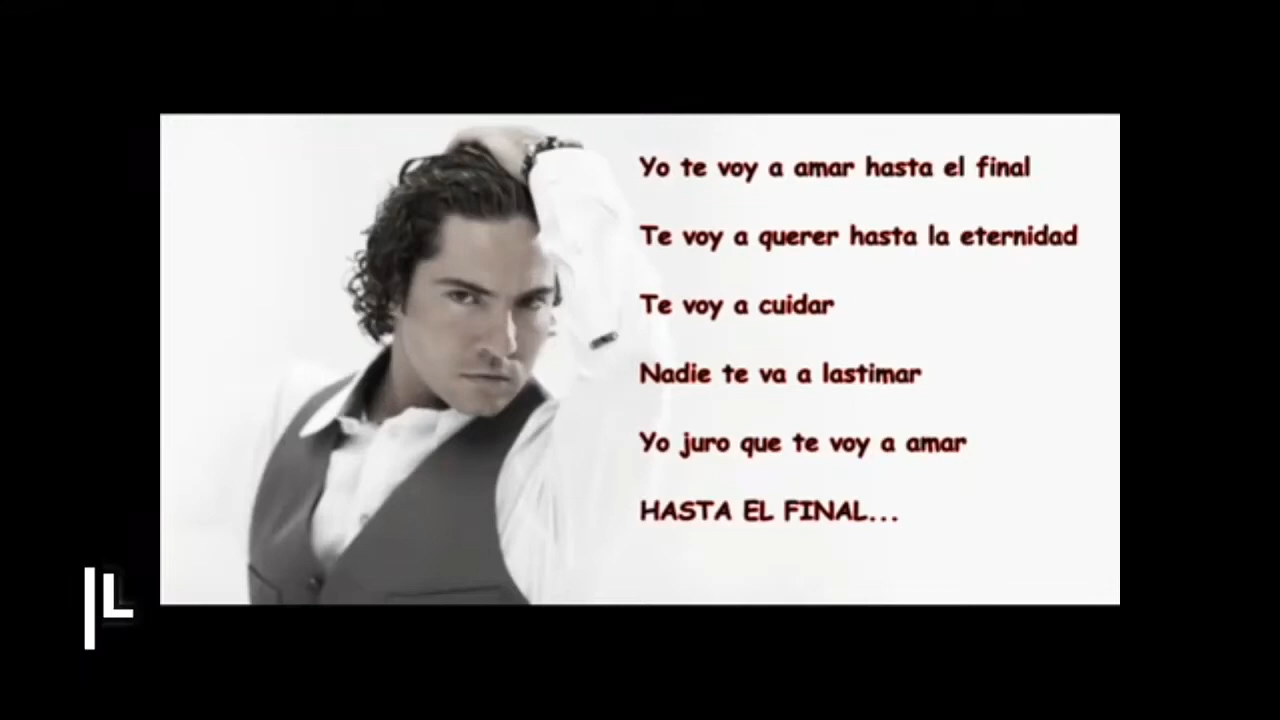 Yo te voy a amar hasta el final
Te voy a querer hasta la eternidad
Te voy a cuidar
Nadie te va a lastimar
Yo juro que te voy a amar
HASTA EL FINAL...
L